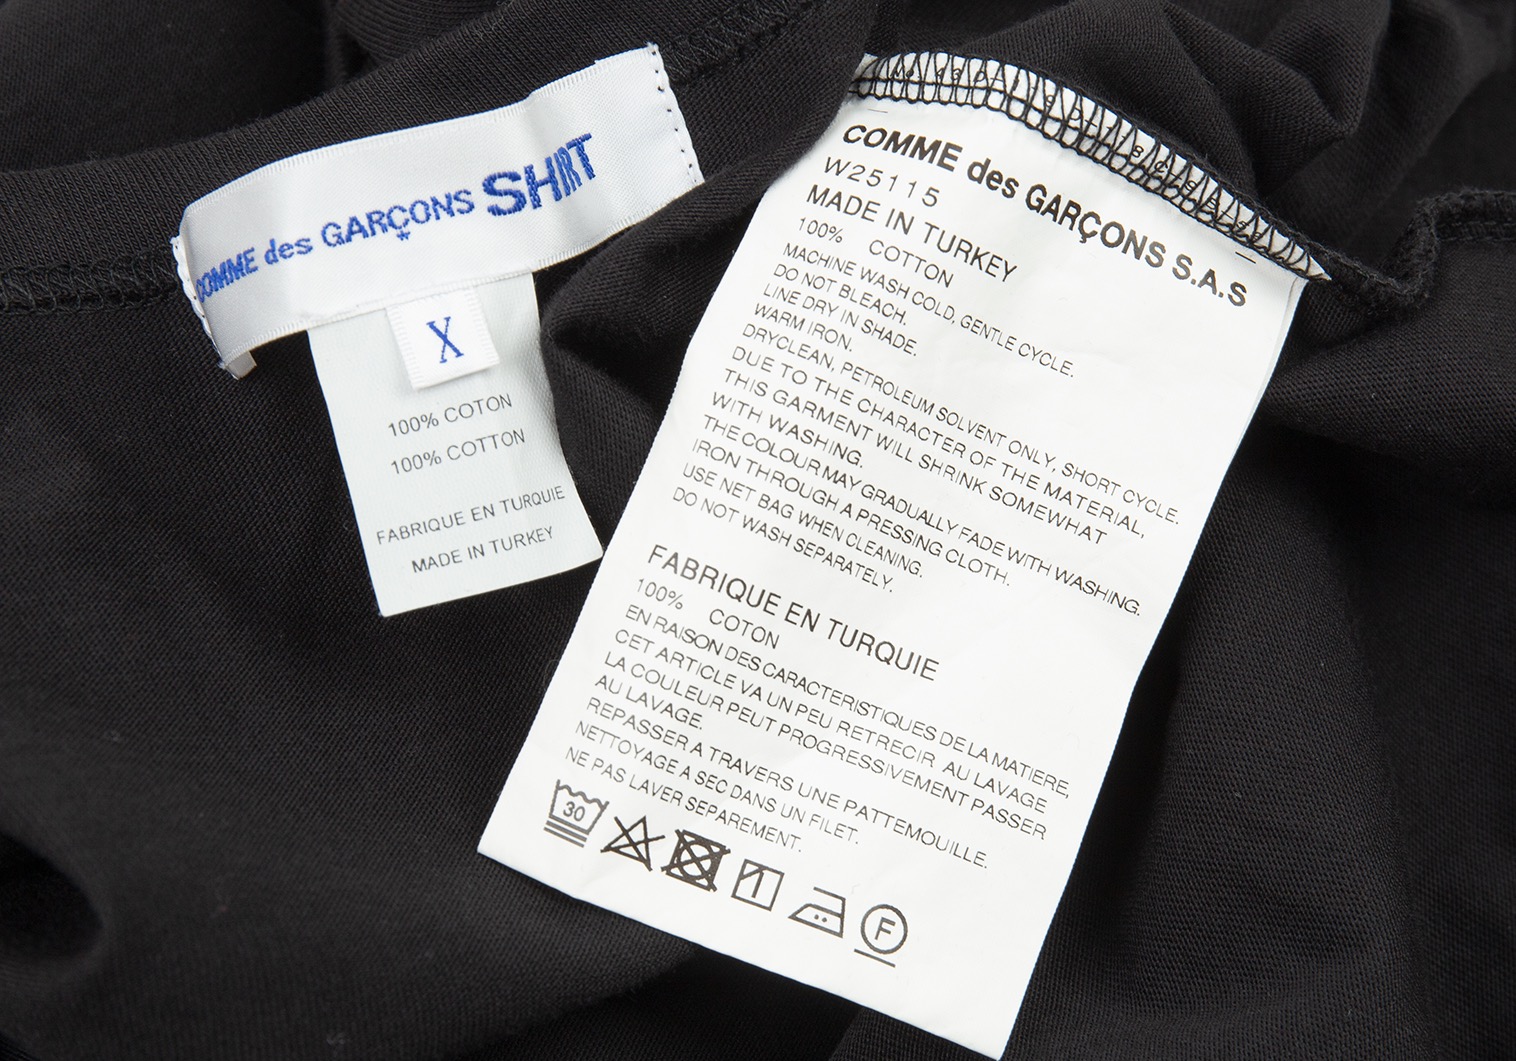 COMME des GARÇONS SHIRT
X
100% COTON
100% COTTON
FABRIQUE EN TURQUIE
MADE IN TURKEY
COMME des GARÇONS S.A.S
W25115
MADE IN TURKEY
100% COTTON
MACHINE WASH COLD, GENTLE CYCLE.
DO NOT BLEACH.
LINE DRY IN SHADE.
WARM IRON.
DRYCLEAN, PETROLEUM SOLVENT ONLY, SHORT CYCLE.
DUE TO THE CHARACTER OF THE MATERIAL,
THIS GARMENT WILL SHRINK SOMEWHAT
WITH WASHING.
THE COLOUR MAY GRADUALLY FADE WITH WASHING.
IRON THROUGH A PRESSING CLOTH.
USE NET BAG WHEN CLEANING.
DO NOT WASH SEPARATELY.
FABRIQUE EN TURQUIE
100% COTON
EN RAISON DES CARACTERISTIQUES DE LA MATIERE,
CET ARTICLE VA UN PEU RETRECIR AU LAVAGE
LA COULEUR PEUT PROGRESSIVEMENT PASSER
AU LAVAGE.
REPASSER A TRAVERS UNE PATTEMOUILLE.
NETTOYAGE A SEC DANS UN FILET.
NE PAS LAVER SEPAREMENT.
30
F